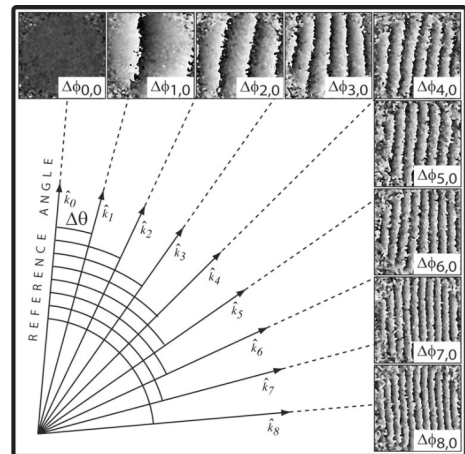 Δϕ0,0
Δϕ1,0
Δϕ2,0
Δϕ3,0
Δϕ4,0
Δϕ5,0
Δϕ6,0
Δϕ7,0
Δϕ8,0
REFERENCE ANGLE
Δθ
k̂0
k̂1
k̂2
k̂3
k̂4
k̂5
k̂6
k̂7
k̂8